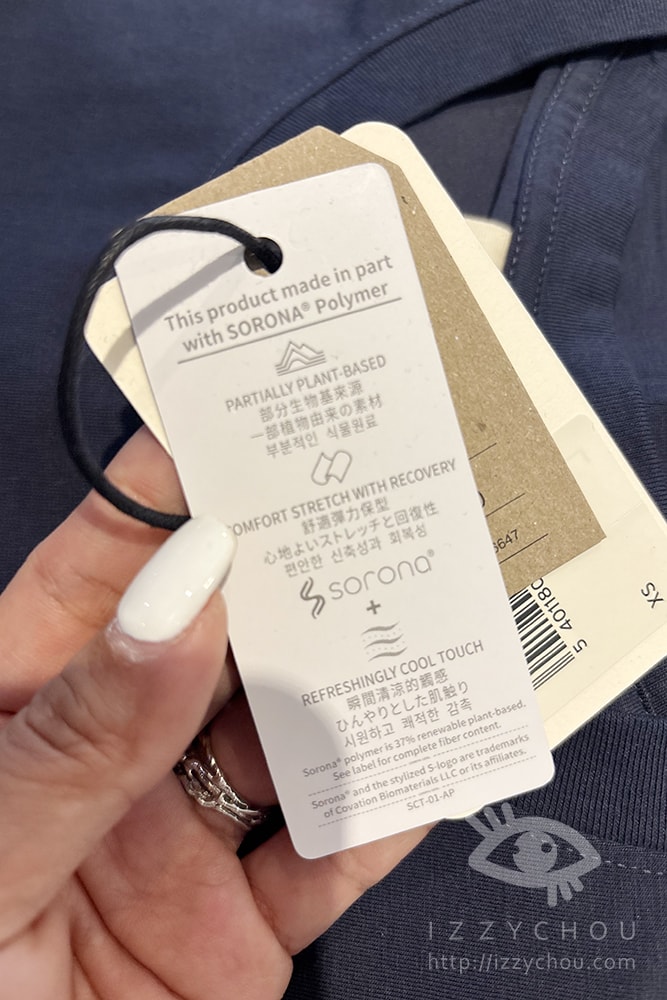 This product made in part
with SORONA® Polymer
PARTIALLY PLANT-BASED
部分生物基來源
一部植物由来の素材
부분적인 식물원료
COMFORT STRETCH WITH RECOVERY
舒適彈力保型
心地よいストレッチと回復性
편안한 신축성과 회복성
sorona®
+
REFRESHINGLY COOL TOUCH
瞬間清涼的觸感
ひんやりとした肌触り
시원하고 쾌적한 감촉
Sorona® polymer is 37% renewable plant-based.
See label for complete fiber content.
Sorona® and the stylized S-logo are trademarks
of Covation Biomaterials LLC or its affiliates.
SCT-01-AP
647
XS
5 40118
IZZYCHOU
http://izzychou.com